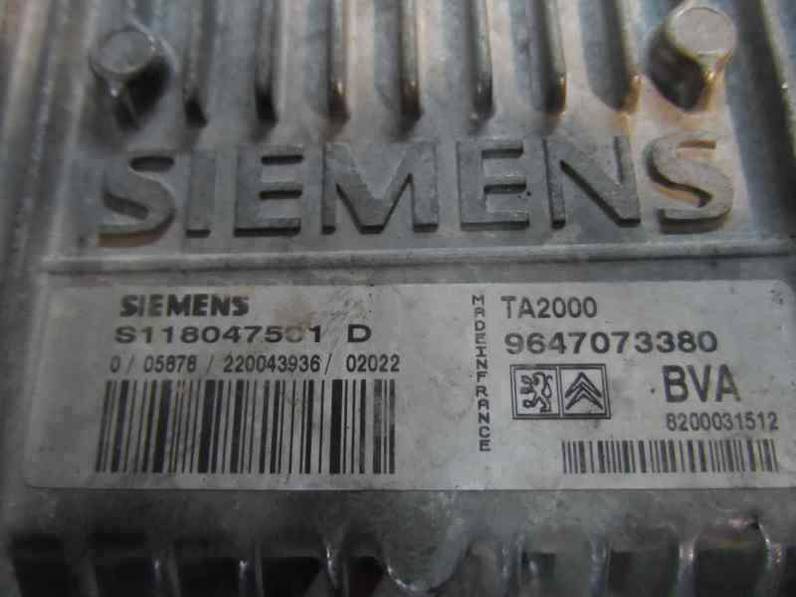 SIEMENS
SIEMENS
S118047501 D
0 / 05878 / 220043936 / 02022
MADE IN FRANCE
TA2000
9647073380
BVA
8200031512